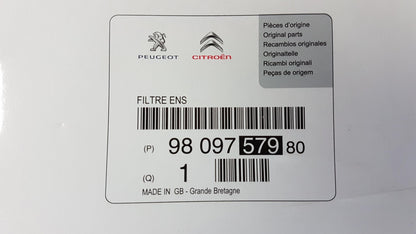 PEUGEOT
CITROËN
Pièces d'origine
Original parts
Recambios originales
Originalteile
Ricambi originali
Peças de origem
FILTRE ENS
(P) 98 097 579 80
(Q) 1
MADE IN GB - Grande Bretagne